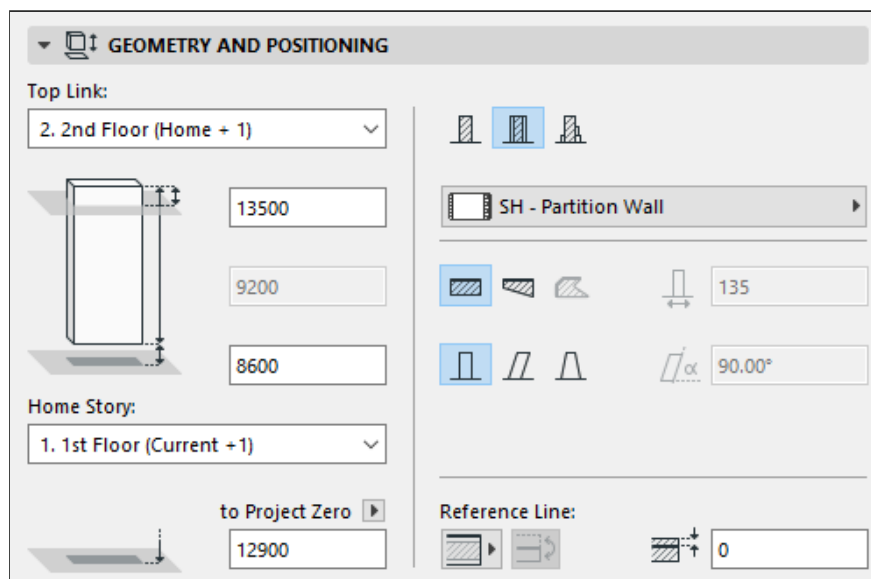 GEOMETRY AND POSITIONING
Top Link:
2. 2nd Floor (Home + 1)
13500
SH - Partition Wall
9200
135
8600
α 90.00°
Home Story:
1. 1st Floor (Current +1)
to Project Zero
Reference Line:
12900
0